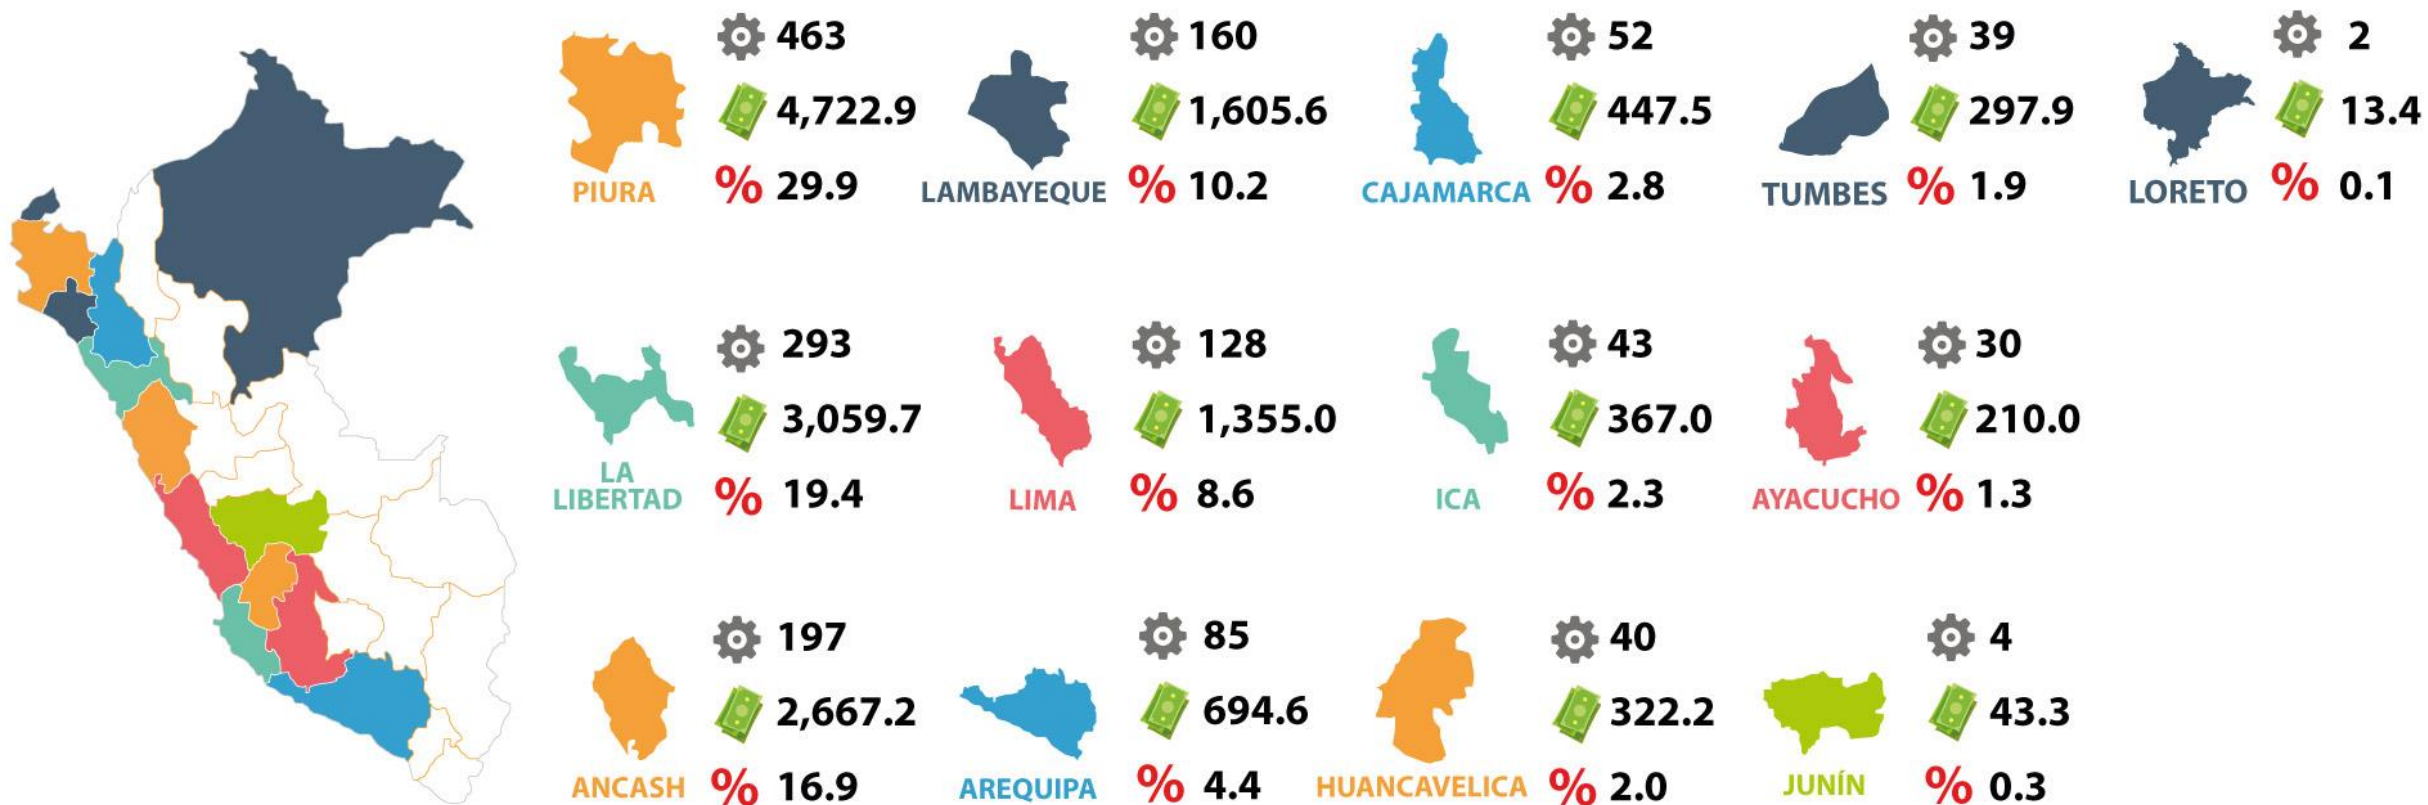 463
4,722.9
PIURA % 29.9
160
1,605.6
LAMBAYEQUE % 10.2
52
447.5
CAJAMARCA % 2.8
39
297.9
TUMBES % 1.9
2
13.4
LORETO % 0.1
293
3,059.7
LA
LIBERTAD % 19.4
128
1,355.0
LIMA % 8.6
43
367.0
ICA % 2.3
30
210.0
AYACUCHO % 1.3
197
2,667.2
ANCASH % 16.9
85
694.6
AREQUIPA % 4.4
40
322.2
HUANCAVELICA % 2.0
4
43.3
JUNÍN % 0.3